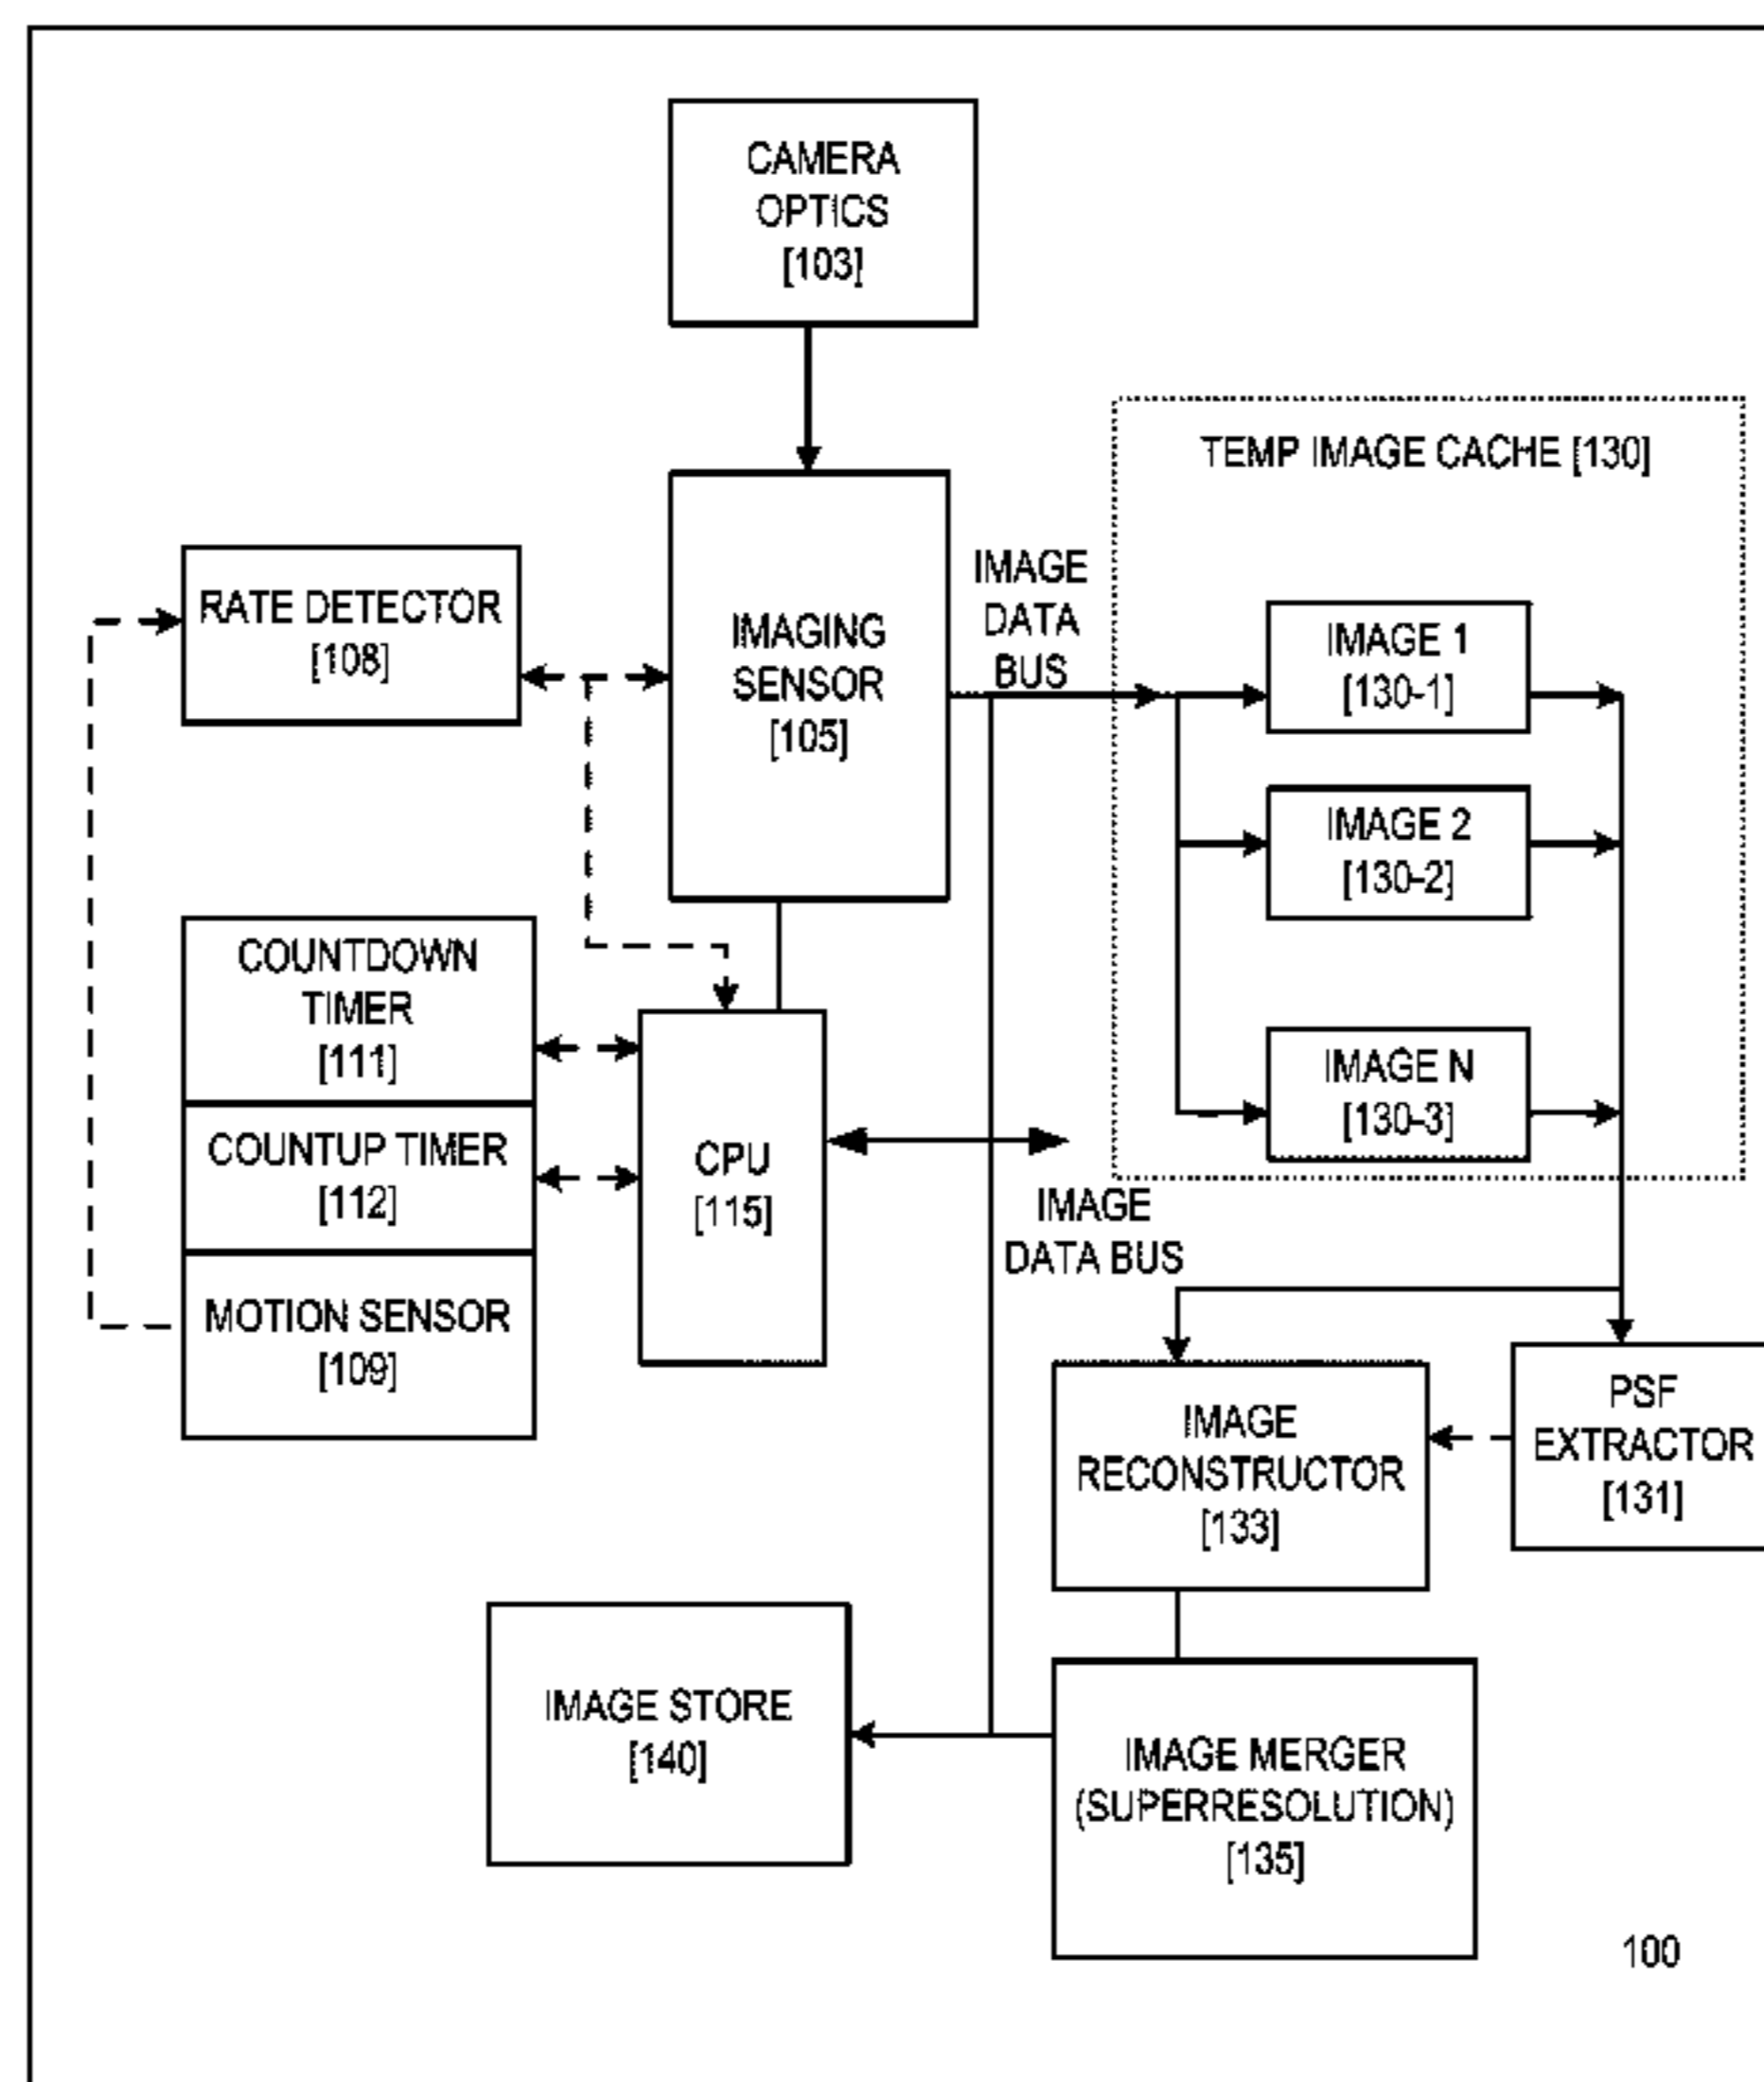 CAMERA
OPTICS
[103]
TEMP IMAGE CACHE [130]
IMAGE
DATA
BUS
RATE DETECTOR
[108]
IMAGING
SENSOR
[105]
IMAGE 1
[130-1]
IMAGE 2
[130-2]
IMAGE N
[130-3]
COUNTDOWN
TIMER
[111]
COUNTUP TIMER
[112]
MOTION SENSOR
[109]
CPU
[115]
IMAGE
DATA BUS
IMAGE
RECONSTRUCTOR
[133]
PSF
EXTRACTOR
[131]
IMAGE STORE
[140]
IMAGE MERGER
(SUPERRESOLUTION)
[135]
100